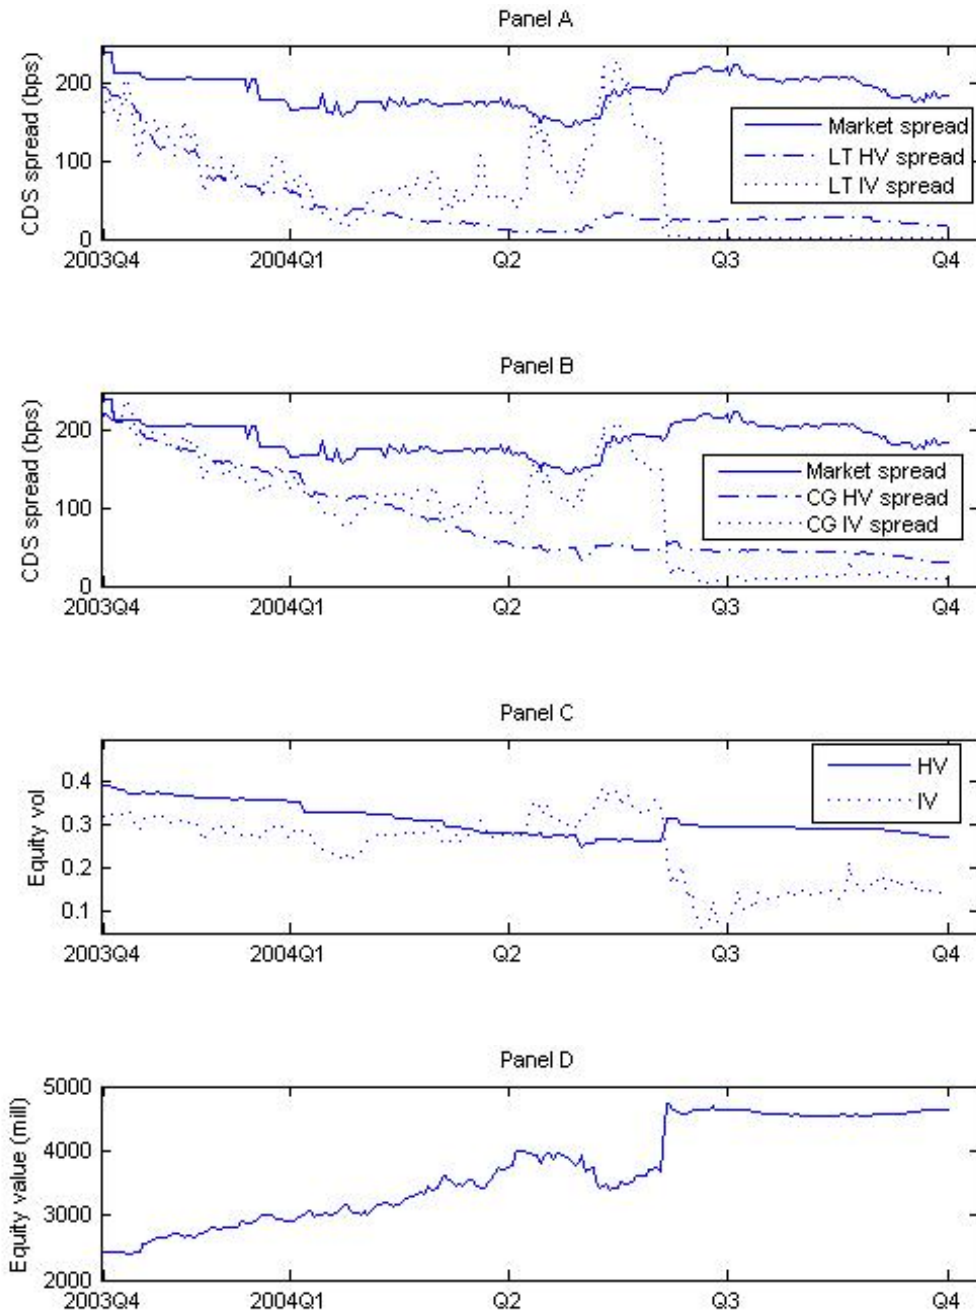 Panel A
CDS spread (bps)
200
100
0
Market spread
LT HV spread
LT IV spread
2003Q4 2004Q1 Q2 Q3 Q4
Panel B
CDS spread (bps)
200
100
0
Market spread
CG HV spread
CG IV spread
2003Q4 2004Q1 Q2 Q3 Q4
Panel C
Equity vol
0.4
0.3
0.2
0.1
HV
IV
2003Q4 2004Q1 Q2 Q3 Q4
Panel D
Equity value (mill)
5000
4000
3000
2000
2003Q4 2004Q1 Q2 Q3 Q4